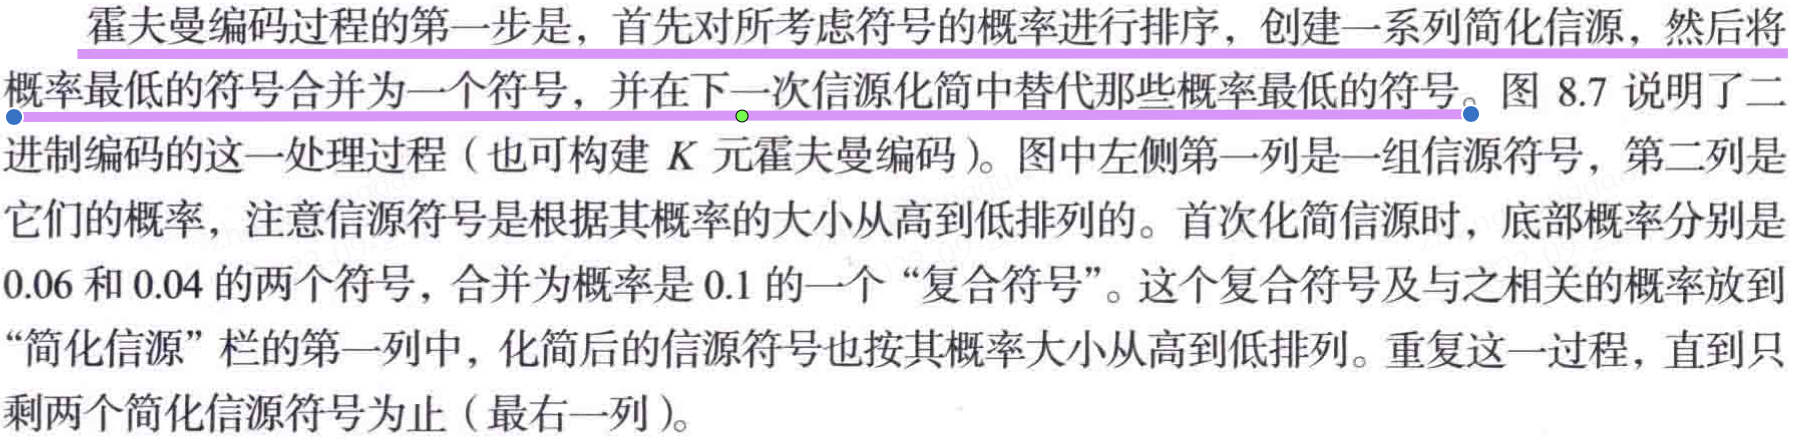 霍夫曼编码过程的第一步是，首先对所考虑符号的概率进行排序，创建一系列简化信源，然后将
概率最低的符号合并为一个符号，并在下一次信源化简中替代那些概率最低的符号。图 8.7 说明了二
进制编码的这一处理过程（也可构建 K 元霍夫曼编码）。图中左侧第一列是一组信源符号，第二列是
它们的概率，注意信源符号是根据其概率的大小从高到低排列的。首次化简信源时，底部概率分别是
0.06 和 0.04 的两个符号，合并为概率是 0.1 的一个“复合符号”。这个复合符号及与之相关的概率放到
“简化信源”栏的第一列中，化简后的信源符号也按其概率大小从高到低排列。重复这一过程，直到只
剩两个简化信源符号为止（最右一列）。